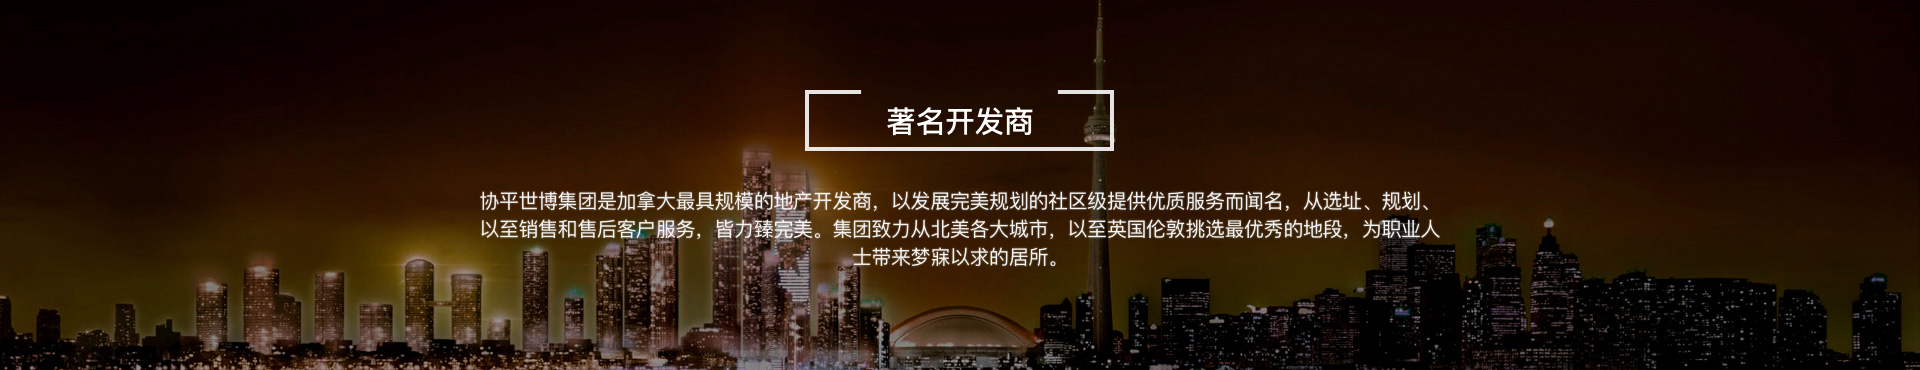 著名开发商
协平世博集团是加拿大最具规模的地产开发商，以发展完美规划的社区级提供优质服务而闻名，从选址、规划、
以至销售和售后客户服务，皆力臻完美。集团致力从北美各大城市，以至英国伦敦挑选最优秀的地段，为职业人
士带来梦寐以求的居所。